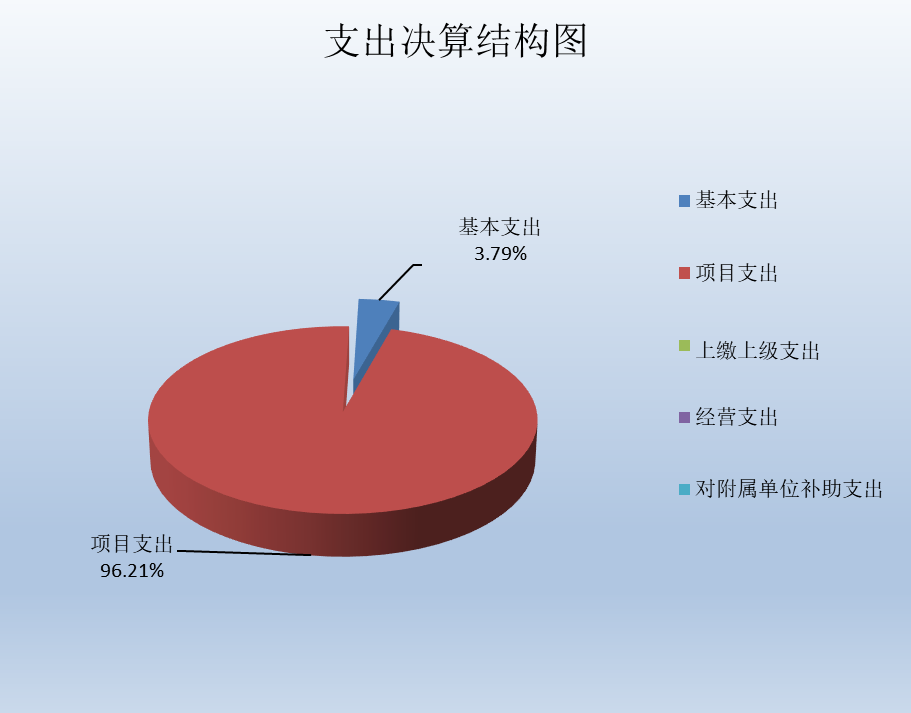 支出决算结构图
基本支出
3.79%
项目支出
96.21%
基本支出
项目支出
上缴上级支出
经营支出
对附属单位补助支出